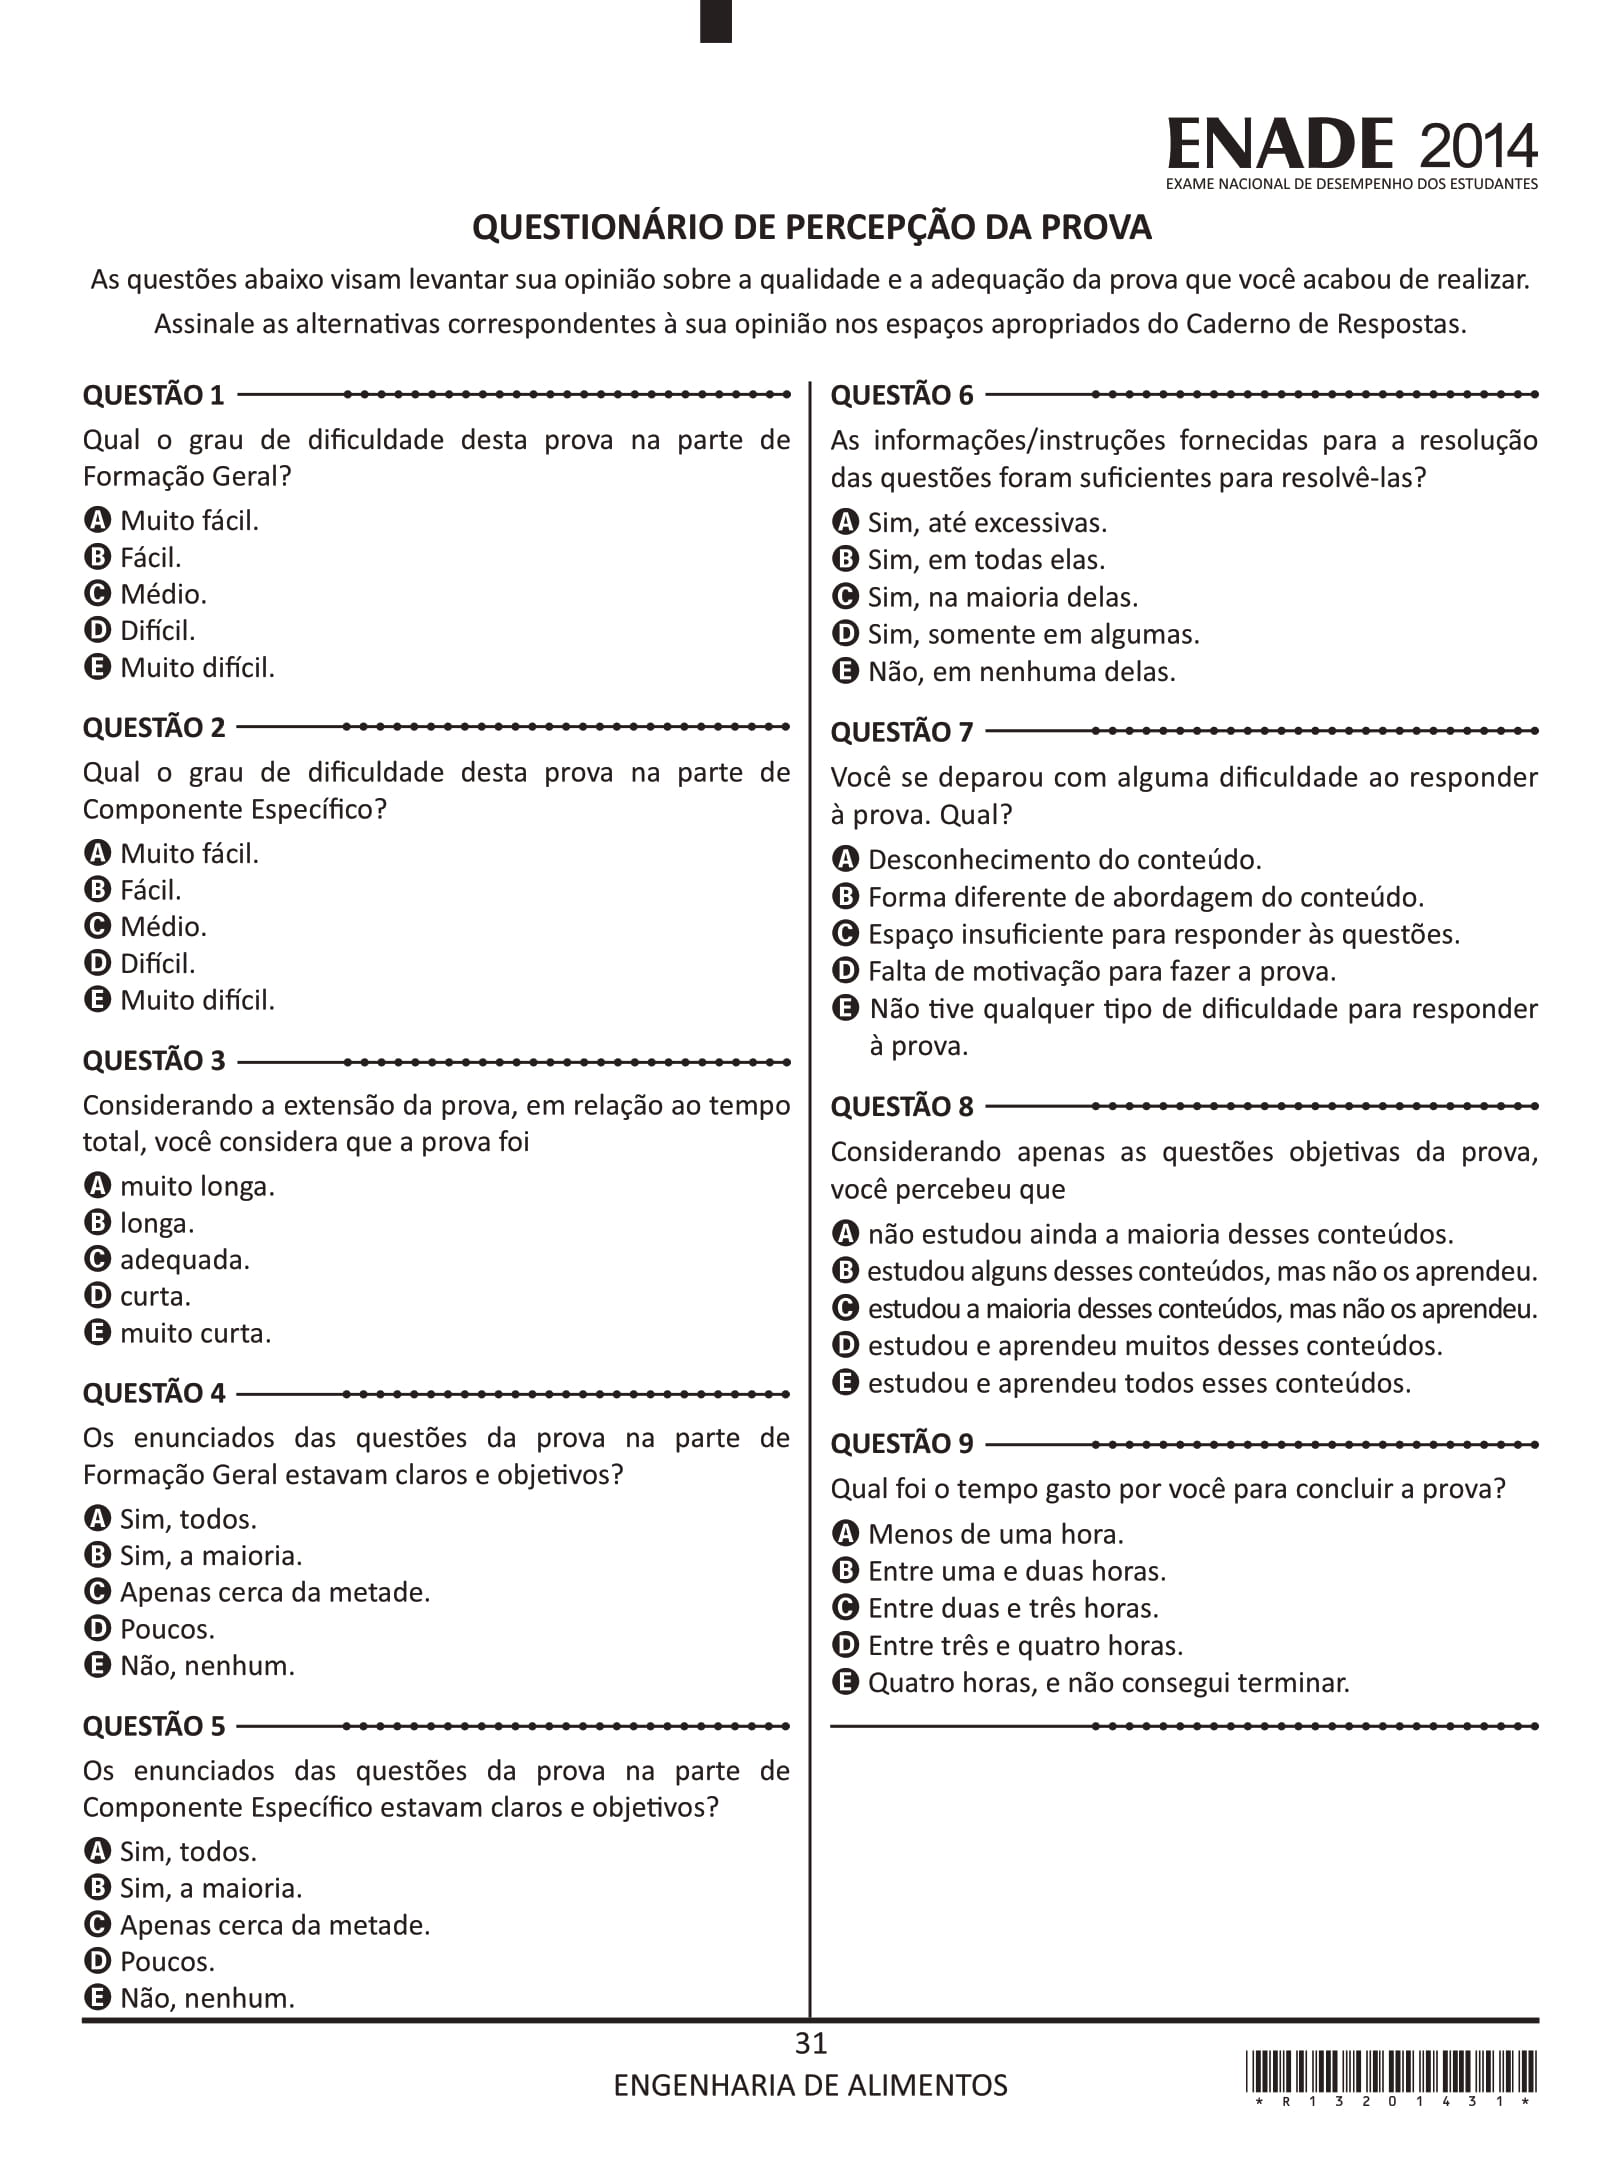 ENADE 2014
EXAME NACIONAL DE DESEMPENHO DOS ESTUDANTES
QUESTIONÁRIO DE PERCEPÇÃO DA PROVA
As questões abaixo visam levantar sua opinião sobre a qualidade e a adequação da prova que você acabou de realizar.
Assinale as alternativas correspondentes à sua opinião nos espaços apropriados do Caderno de Respostas.
QUESTÃO 1
Qual o grau de dificuldade desta prova na parte de
Formação Geral?
A Muito fácil.
B Fácil.
C Médio.
D Difícil.
E Muito difícil.
QUESTÃO 2
Qual o grau de dificuldade desta prova na parte de
Componente Específico?
A Muito fácil.
B Fácil.
C Médio.
D Difícil.
E Muito difícil.
QUESTÃO 3
Considerando a extensão da prova, em relação ao tempo
total, você considera que a prova foi
A muito longa.
B longa.
C adequada.
D curta.
E muito curta.
QUESTÃO 4
Os enunciados das questões da prova na parte de
Formação Geral estavam claros e objetivos?
A Sim, todos.
B Sim, a maioria.
C Apenas cerca da metade.
D Poucos.
E Não, nenhum.
QUESTÃO 5
Os enunciados das questões da prova na parte de
Componente Específico estavam claros e objetivos?
A Sim, todos.
B Sim, a maioria.
C Apenas cerca da metade.
D Poucos.
E Não, nenhum.
QUESTÃO 6
As informações/instruções fornecidas para a resolução
das questões foram suficientes para resolvê-las?
A Sim, até excessivas.
B Sim, em todas elas.
C Sim, na maioria delas.
D Sim, somente em algumas.
E Não, em nenhuma delas.
QUESTÃO 7
Você se deparou com alguma dificuldade ao responder
à prova. Qual?
A Desconhecimento do conteúdo.
B Forma diferente de abordagem do conteúdo.
C Espaço insuficiente para responder às questões.
D Falta de motivação para fazer a prova.
E Não tive qualquer tipo de dificuldade para responder
à prova.
QUESTÃO 8
Considerando apenas as questões objetivas da prova,
você percebeu que
A não estudou ainda a maioria desses conteúdos.
B estudou alguns desses conteúdos, mas não os aprendeu.
C estudou a maioria desses conteúdos, mas não os aprendeu.
D estudou e aprendeu muitos desses conteúdos.
E estudou e aprendeu todos esses conteúdos.
QUESTÃO 9
Qual foi o tempo gasto por você para concluir a prova?
A Menos de uma hora.
B Entre uma e duas horas.
C Entre duas e três horas.
D Entre três e quatro horas.
E Quatro horas, e não consegui terminar.
31
ENGENHARIA DE ALIMENTOS
* R 1 3 2 0 1 4 3 1 *